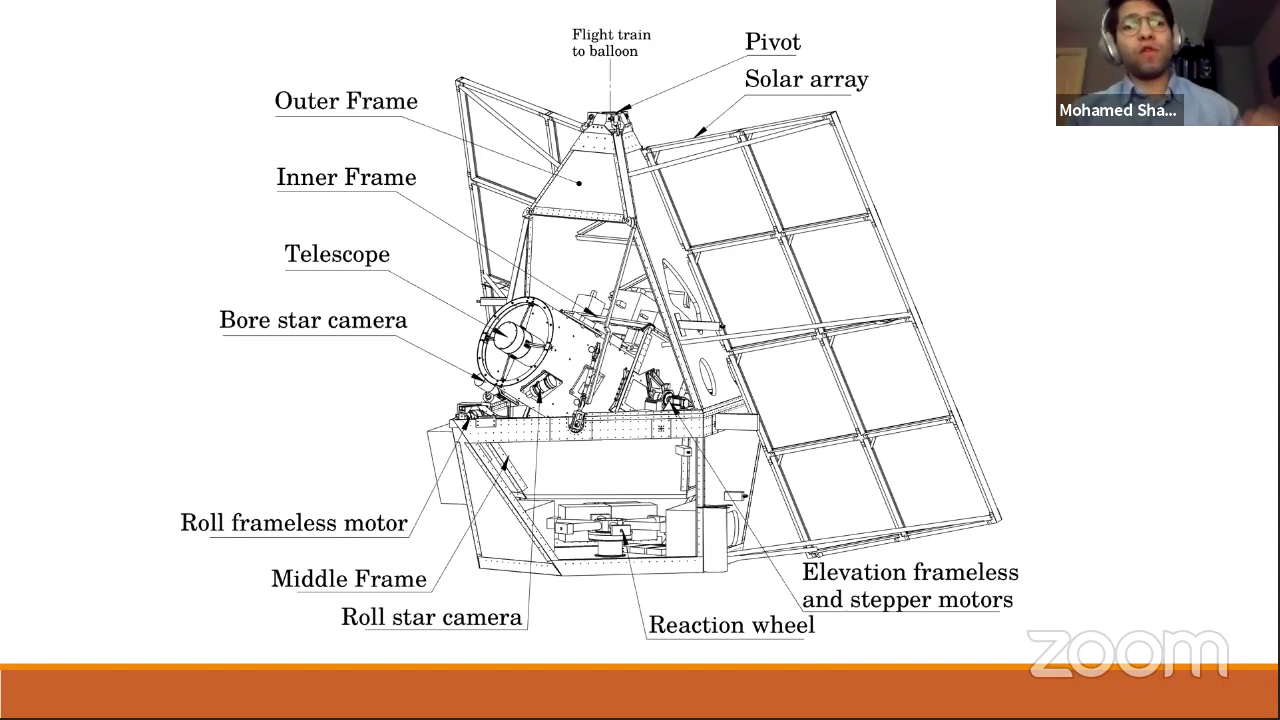 Flight train
to balloon
Pivot
Solar array
Outer Frame
Inner Frame
Telescope
Bore star camera
Roll frameless motor
Middle Frame
Roll star camera
Reaction wheel
Elevation frameless
and stepper motors
Mohamed Sha...
zoom